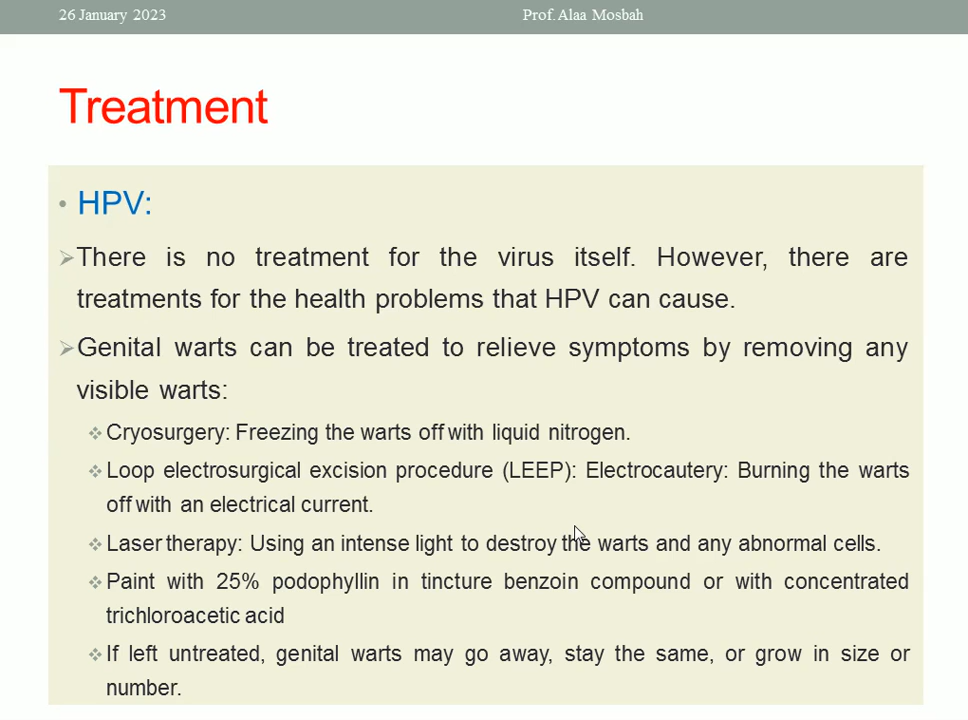 26 January 2023 Prof. Alaa Mosbah
Treatment
• HPV:
➢ There is no treatment for the virus itself. However, there are
treatments for the health problems that HPV can cause.
➢ Genital warts can be treated to relieve symptoms by removing any
visible warts:
❖ Cryosurgery: Freezing the warts off with liquid nitrogen.
❖ Loop electrosurgical excision procedure (LEEP): Electrocautery: Burning the warts
off with an electrical current.
❖ Laser therapy: Using an intense light to destroy the warts and any abnormal cells.
❖ Paint with 25% podophyllin in tincture benzoin compound or with concentrated
trichloroacetic acid
❖ If left untreated, genital warts may go away, stay the same, or grow in size or
number.